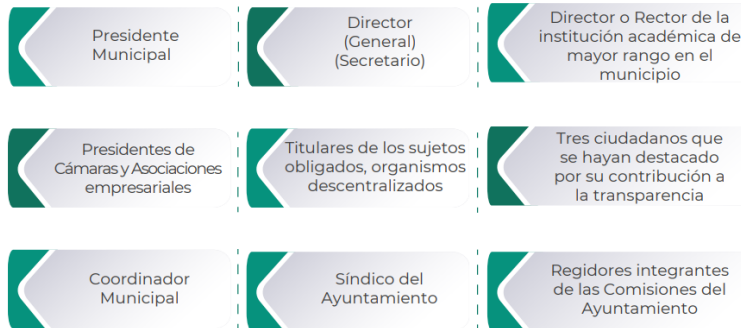 Presidente
Municipal
Director
(General)
(Secretario)
Director o Rector de la
institución académica de
mayor rango en el
municipio
Presidentes de
Cámaras y Asociaciones
empresariales
Titulares de los sujetos
obligados, organismos
descentralizados
Tres ciudadanos que
se hayan destacado
por su contribución a
la transparencia
Coordinador
Municipal
Síndico del
Ayuntamiento
Regidores integrantes
de las Comisiones del
Ayuntamiento